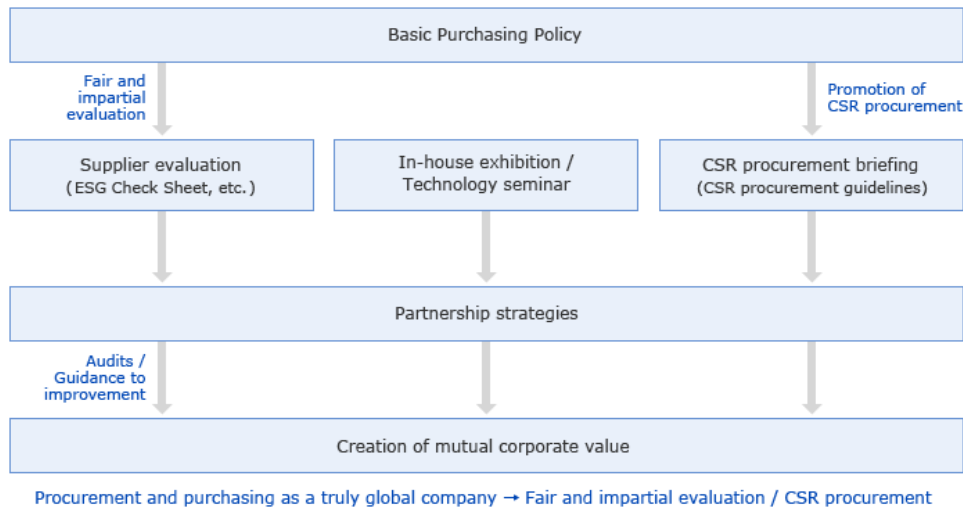 Basic Purchasing Policy
Fair and
impartial
evaluation
Promotion of
CSR procurement
Supplier evaluation
(ESG Check Sheet, etc.)
In-house exhibition /
Technology seminar
CSR procurement briefing
(CSR procurement guidelines)
Partnership strategies
Audits /
Guidance to
improvement
Creation of mutual corporate value
Procurement and purchasing as a truly global company → Fair and impartial evaluation / CSR procurement